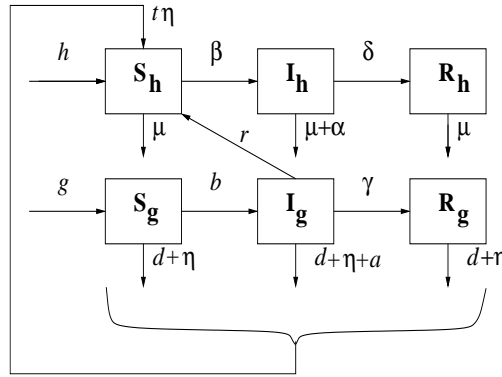 tη
h
S_h
β
I_h
δ
R_h
μ
r
μ+α
μ
g
S_g
b
I_g
γ
R_g
d+η
d+η+a
d+η